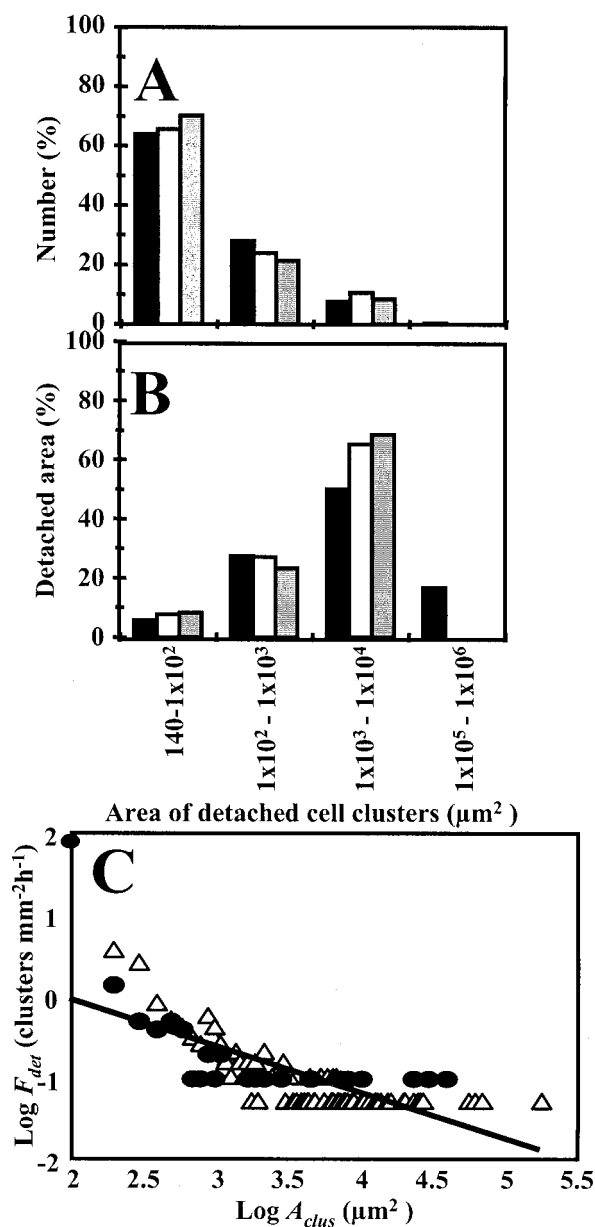 100
80
60
40
20
0
Number (%)
A
100
80
60
40
20
0
Detached area (%)
B
140-1x10²
1x10² - 1x10³
1x10³ - 1x10⁴
1x10⁵ - 1x10⁶
Area of detached cell clusters (µm²)
2
1
0
-1
-2
Log F_det (clusters mm⁻²h⁻¹)
C
2 2.5 3 3.5 4 4.5 5 5.5
Log A_clus (µm²)